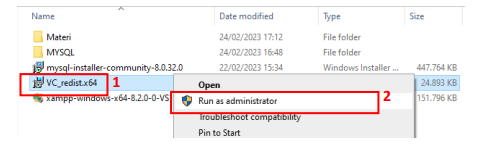 Name Date modified Type Size
Materi 24/02/2023 17:12 File folder
MYSQL 24/02/2023 16:48 File folder
mysql-installer-community-8.0.32.0 22/02/2023 15:34 Windows Installer ... 447.764 KB
VC_redist.x64 1 24.893 KB
Open
xampp-windows-x64-8.2.0-0-VS 151.796 KB
Run as administrator 2
Troubleshoot compatibility
Pin to Start